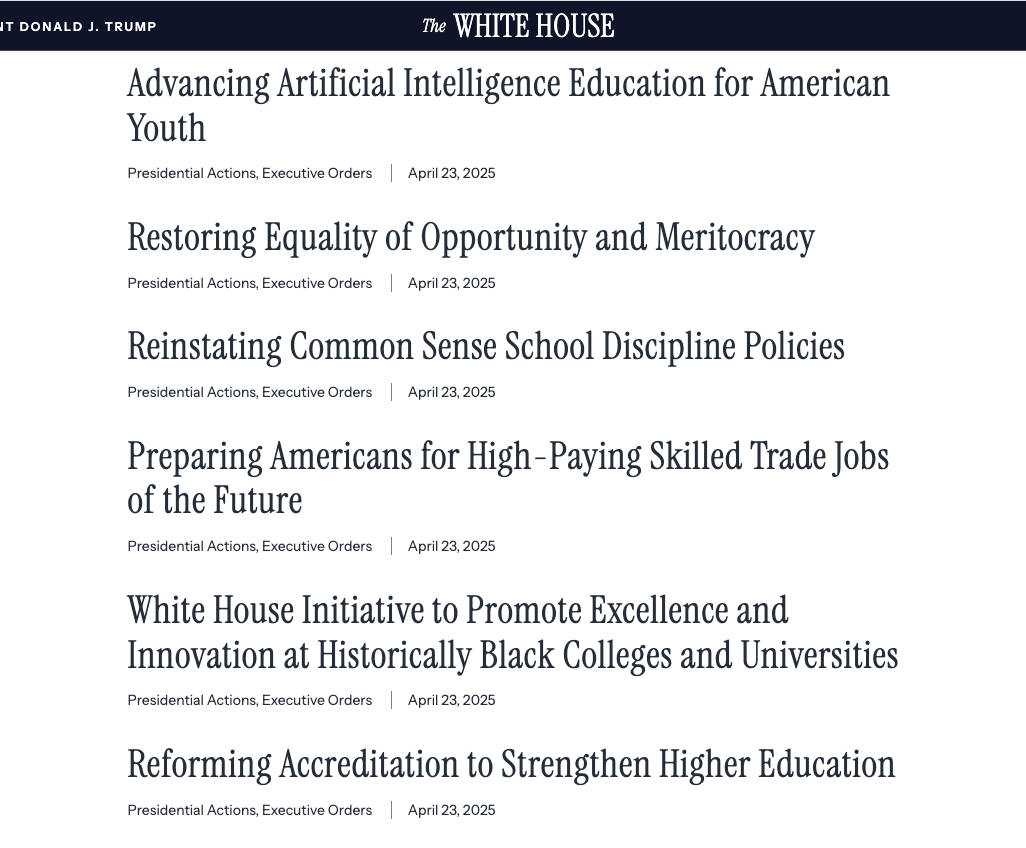 NT DONALD J. TRUMP
The WHITE HOUSE
Advancing Artificial Intelligence Education for American
Youth
Presidential Actions, Executive Orders | April 23, 2025
Restoring Equality of Opportunity and Meritocracy
Presidential Actions, Executive Orders | April 23, 2025
Reinstating Common Sense School Discipline Policies
Presidential Actions, Executive Orders | April 23, 2025
Preparing Americans for High-Paying Skilled Trade Jobs
of the Future
Presidential Actions, Executive Orders | April 23, 2025
White House Initiative to Promote Excellence and
Innovation at Historically Black Colleges and Universities
Presidential Actions, Executive Orders | April 23, 2025
Reforming Accreditation to Strengthen Higher Education
Presidential Actions, Executive Orders | April 23, 2025